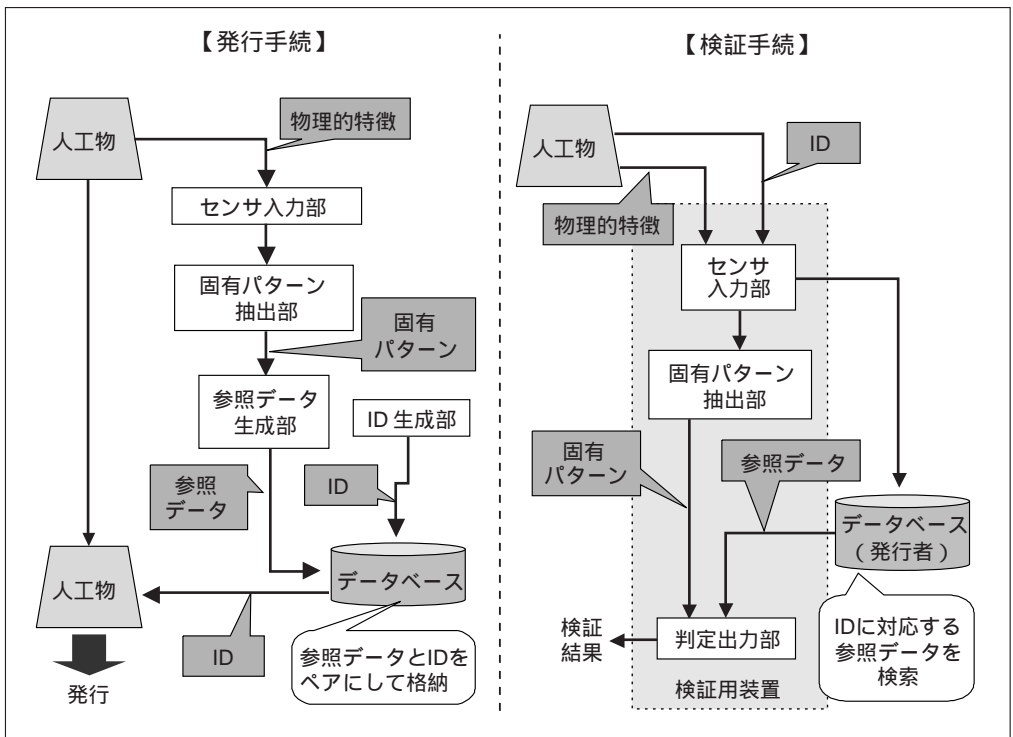 【発行手続】
人工物
物理的特徴
センサ入力部
固有パターン
抽出部
固有
パターン
参照データ
生成部
ID 生成部
参照
データ
ID
データベース
人工物
ID
参照データとIDを
ペアにして格納
発行
【検証手続】
人工物
ID
物理的特徴
センサ
入力部
固有パターン
抽出部
固有
パターン
参照データ
データベース
(発行者)
IDに対応する
参照データを
検索
判定出力部
検証
結果
検証用装置